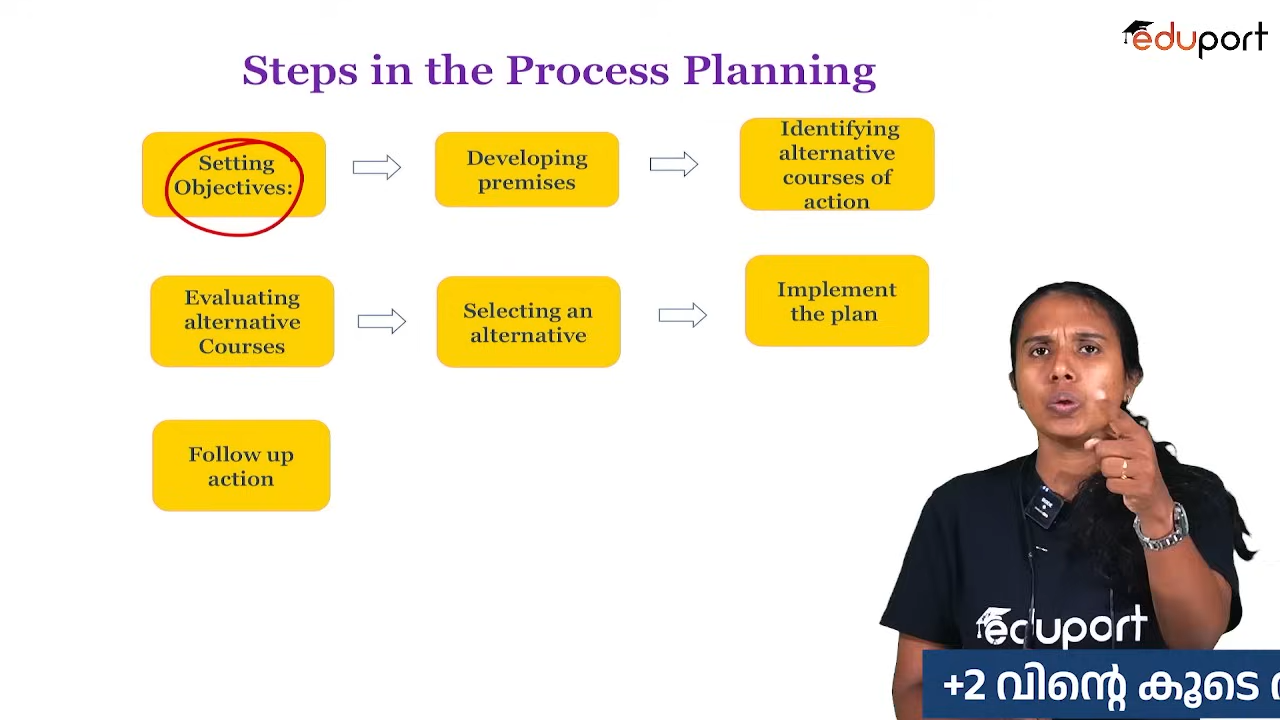 eduport
Steps in the Process Planning
Setting
Objectives:
Developing
premises
Identifying
alternative
courses of
action
Evaluating
alternative
Courses
Selecting an
alternative
Implement
the plan
Follow up
action
eduport
+2 വിന്റെ കൂടെ